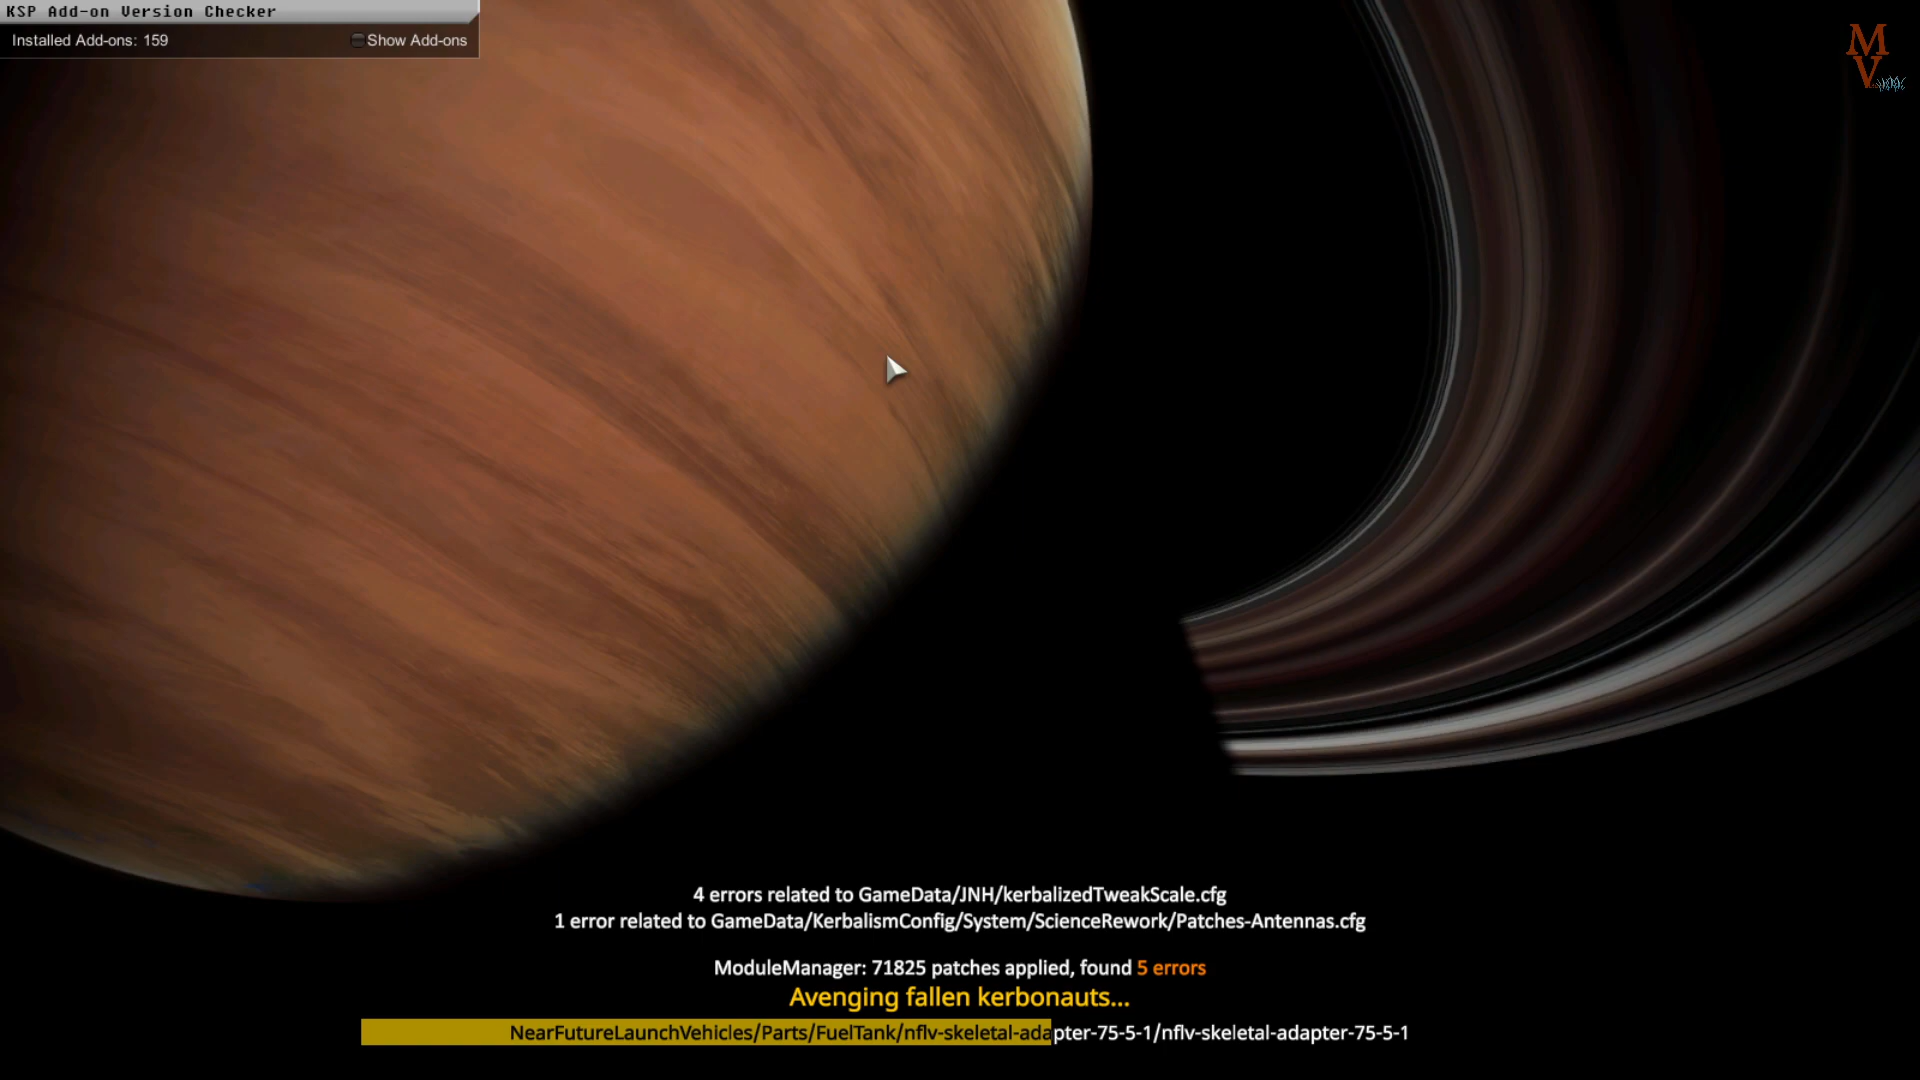 KSP Add-on Version Checker
Installed Add-ons: 159
Show Add-ons
M
V
4 errors related to GameData/JNH/kerbalizedTweakScale.cfg
1 error related to GameData/KerbalismConfig/System/ScienceRework/Patches-Antennas.cfg
ModuleManager: 71825 patches applied, found 5 errors
Avenging fallen kerbonauts...
NearFutureLaunchVehicles/Parts/FuelTank/nflv-skeletal-adapter-75-5-1/nflv-skeletal-adapter-75-5-1